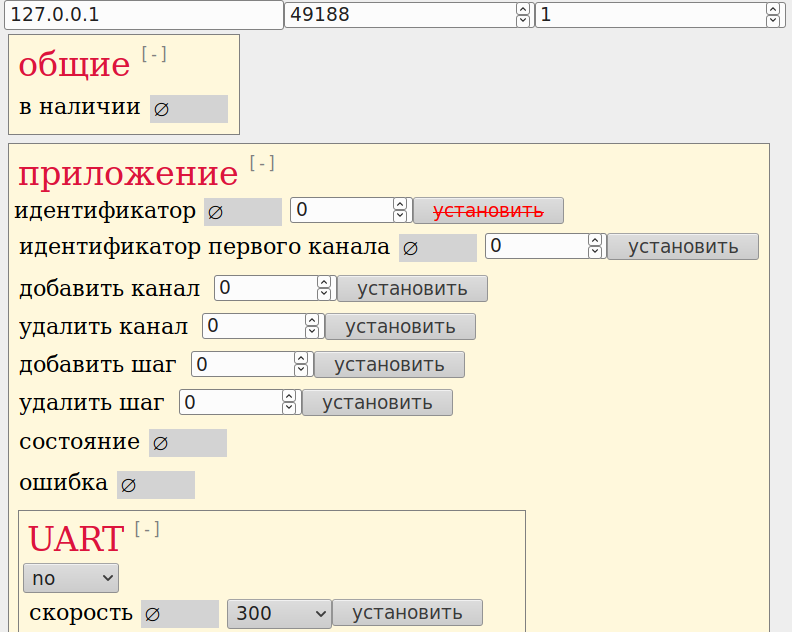 127.0.0.1 49188 1
общие [-]
в наличии ∅
приложение [-]
идентификатор ∅ 0 установить
идентификатор первого канала ∅ 0 установить
добавить канал 0 установить
удалить канал 0 установить
добавить шаг 0 установить
удалить шаг 0 установить
состояние ∅
ошибка ∅
UART [-]
no
скорость ∅ 300 установить